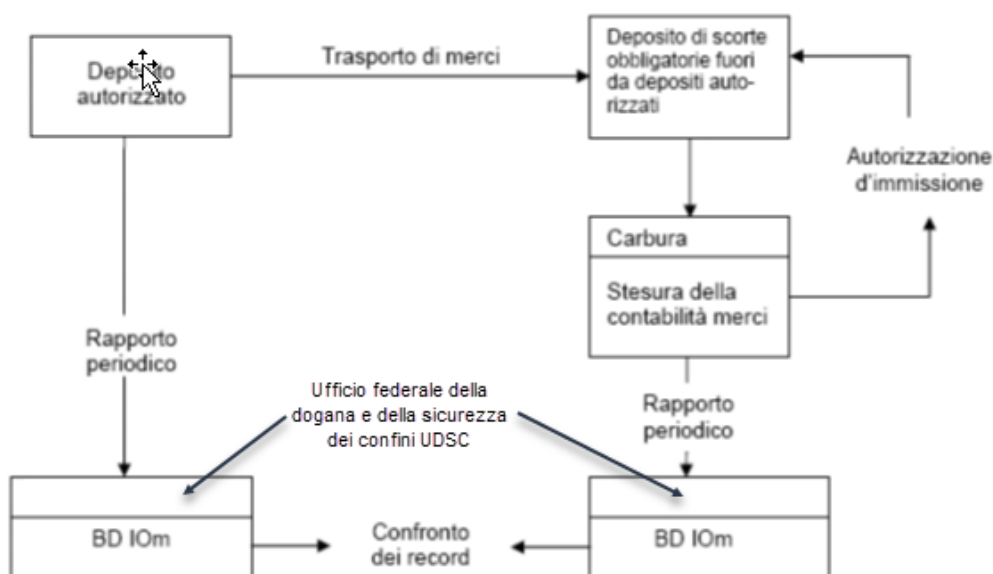 Deposito
autorizzato
Trasporto di merci
Deposito di scorte
obbligatorie fuori
da depositi auto-
rizzati
Autorizzazione
d'immissione
Carbura
Stesura della
contabilità merci
Rapporto
periodico
Ufficio federale della
dogana e della sicurezza
dei confini UDSC
Rapporto
periodico
BD IOm
Confronto
dei record
BD IOm